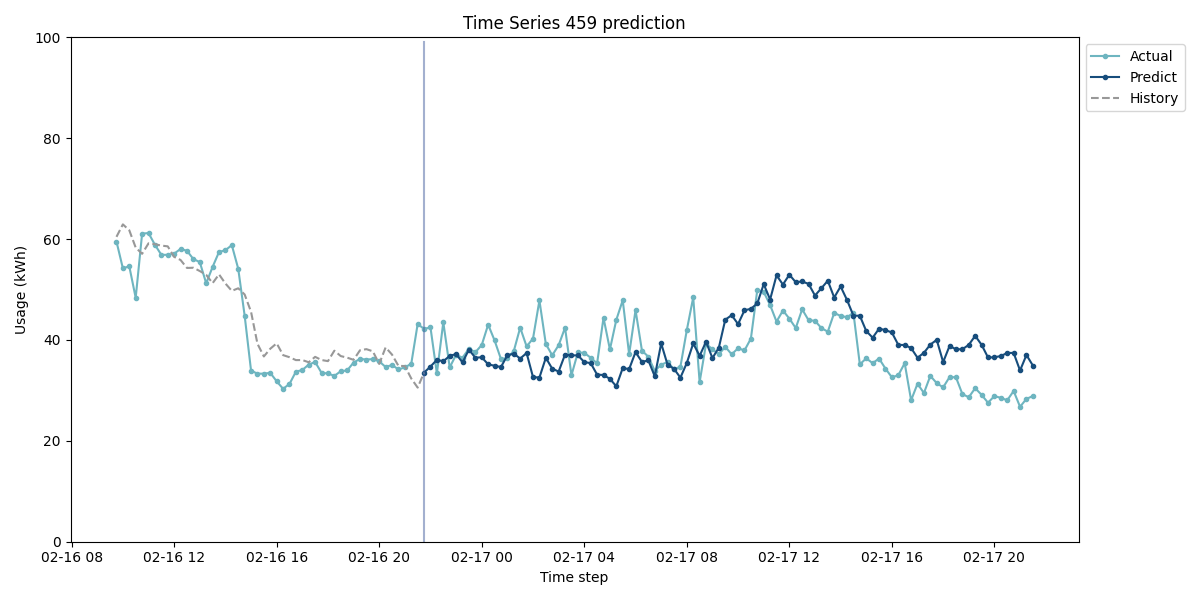 Time Series 459 prediction
Usage (kWh)
100
80
60
40
20
0
02-16 08
02-16 12
02-16 16
02-16 20
02-17 00
02-17 04
02-17 08
02-17 12
02-17 16
02-17 20
Time step
Actual
Predict
History